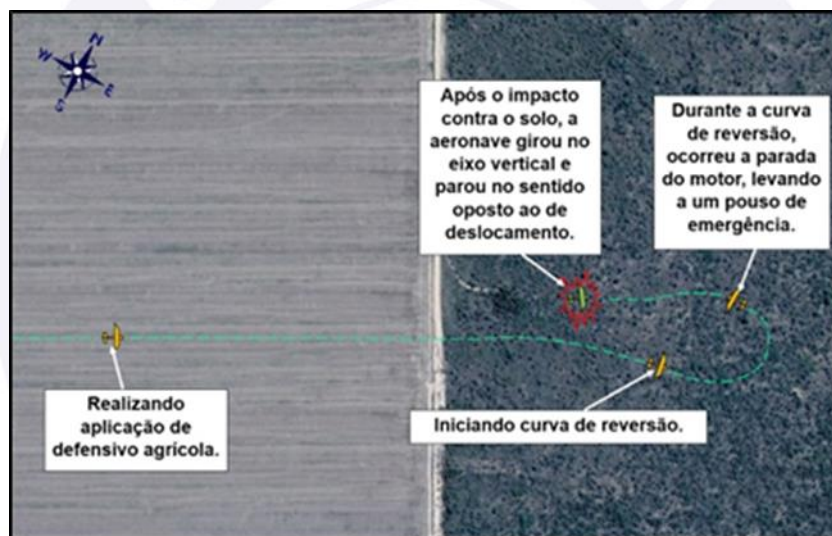 N
W
E
S
Após o impacto
contra o solo, a
aeronave girou no
eixo vertical e
parou no sentido
oposto ao de
deslocamento.
Durante a curva
de reversão,
ocorreu a parada
do motor, levando
a um pouso de
emergência.
Realizando
aplicação de
defensivo agrícola.
Iniciando curva de reversão.